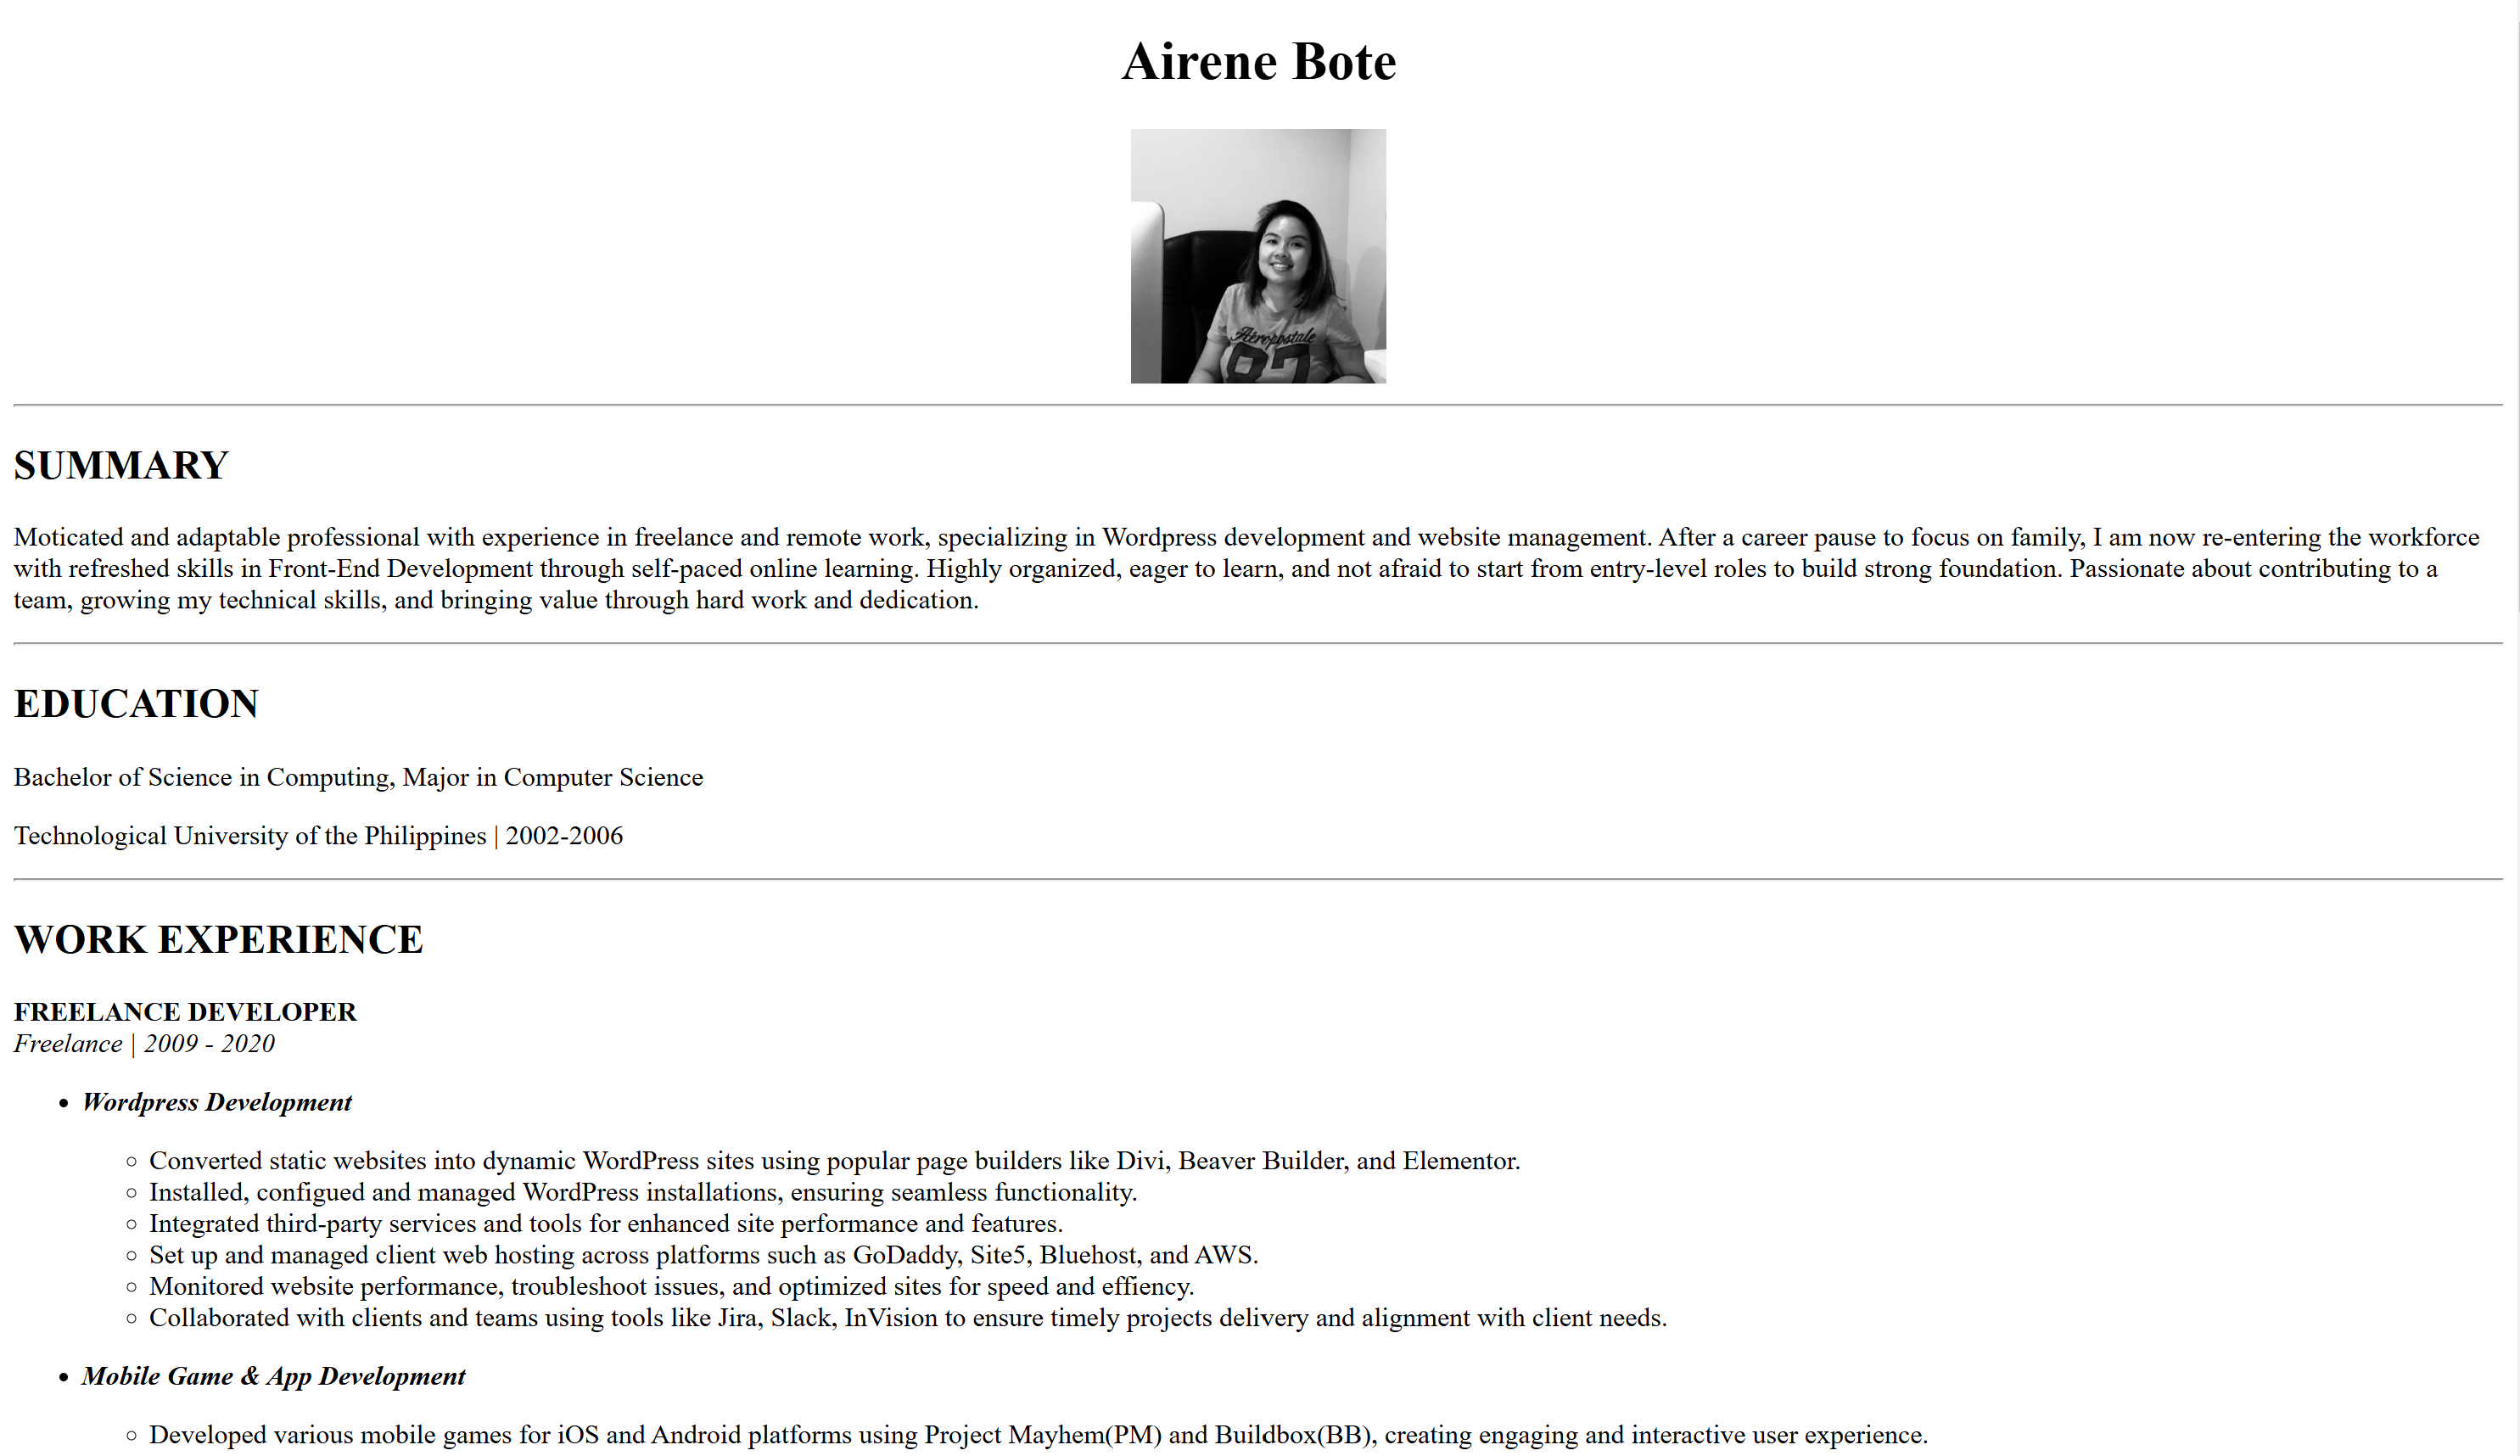 Airene Bote
Aéropostale
87
SUMMARY
Moticated and adaptable professional with experience in freelance and remote work, specializing in Wordpress development and website management. After a career pause to focus on family, I am now re-entering the workforce
with refreshed skills in Front-End Development through self-paced online learning. Highly organized, eager to learn, and not afraid to start from entry-level roles to build strong foundation. Passionate about contributing to a
team, growing my technical skills, and bringing value through hard work and dedication.
EDUCATION
Bachelor of Science in Computing, Major in Computer Science
Technological University of the Philippines | 2002-2006
WORK EXPERIENCE
FREELANCE DEVELOPER
Freelance | 2009 - 2020
• Wordpress Development
◦ Converted static websites into dynamic WordPress sites using popular page builders like Divi, Beaver Builder, and Elementor.
◦ Installed, configued and managed WordPress installations, ensuring seamless functionality.
◦ Integrated third-party services and tools for enhanced site performance and features.
◦ Set up and managed client web hosting across platforms such as GoDaddy, Site5, Bluehost, and AWS.
◦ Monitored website performance, troubleshoot issues, and optimized sites for speed and effiency.
◦ Collaborated with clients and teams using tools like Jira, Slack, InVision to ensure timely projects delivery and alignment with client needs.
• Mobile Game & App Development
◦ Developed various mobile games for iOS and Android platforms using Project Mayhem(PM) and Buildbox(BB), creating engaging and interactive user experience.